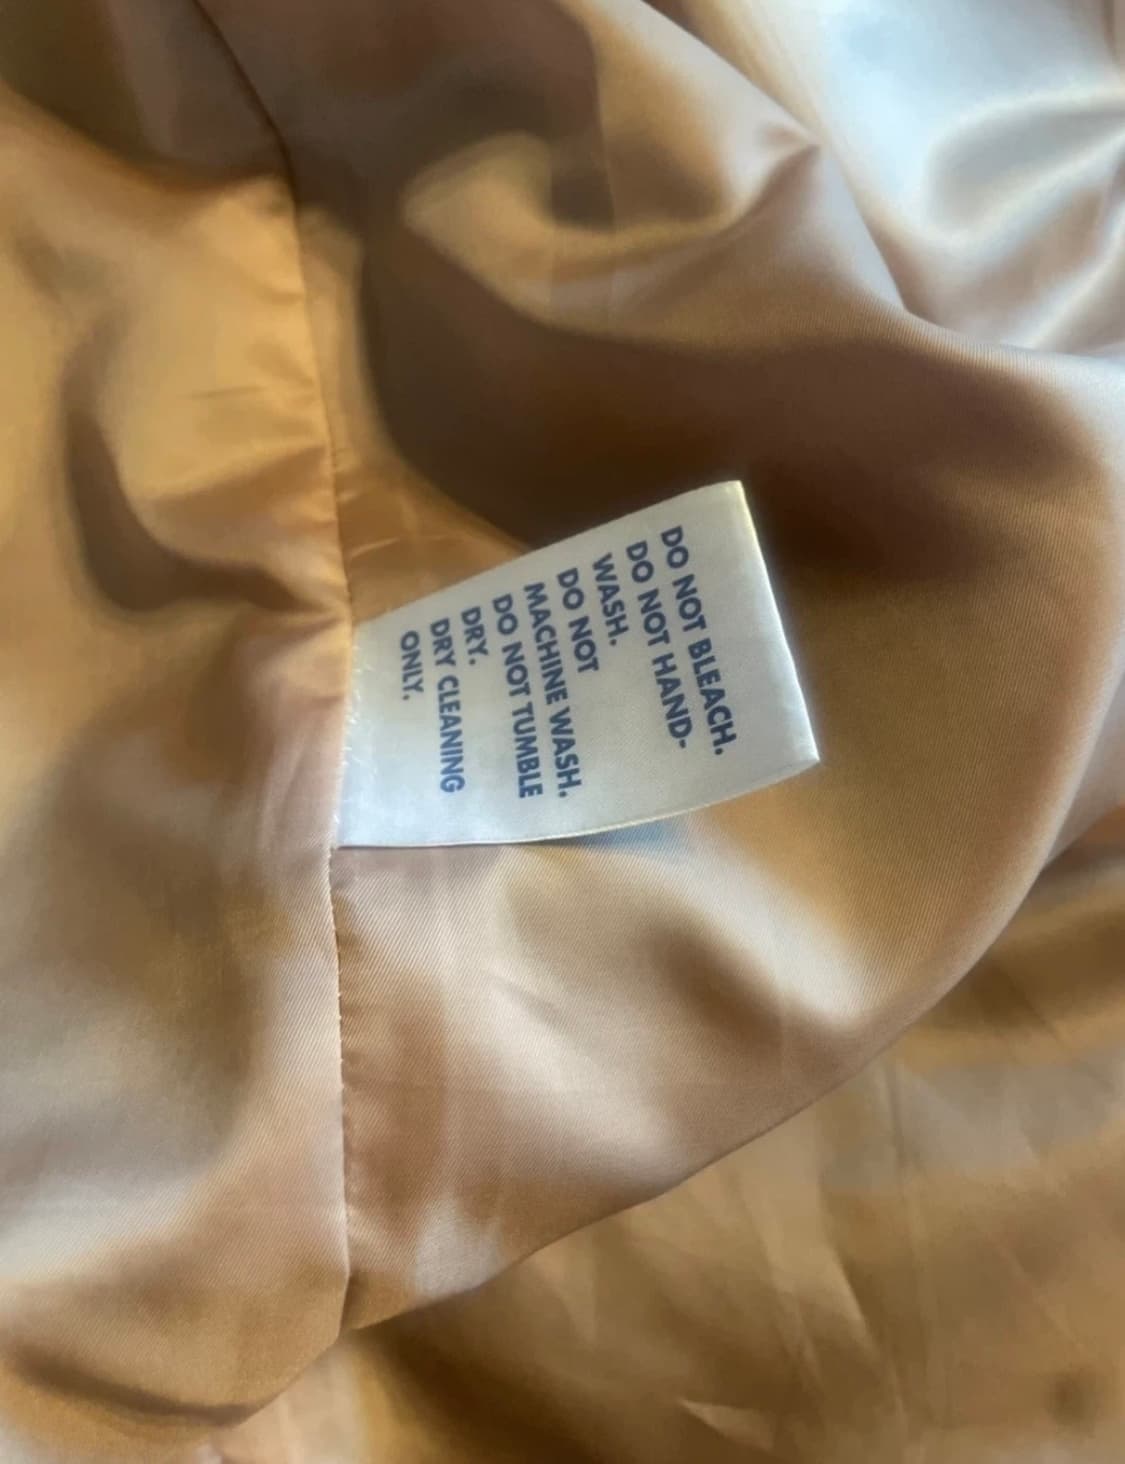 DO NOT BLEACH.
DO NOT HAND-
WASH.
DO NOT
MACHINE WASH.
DO NOT TUMBLE
DRY.
DRY CLEANING
ONLY.